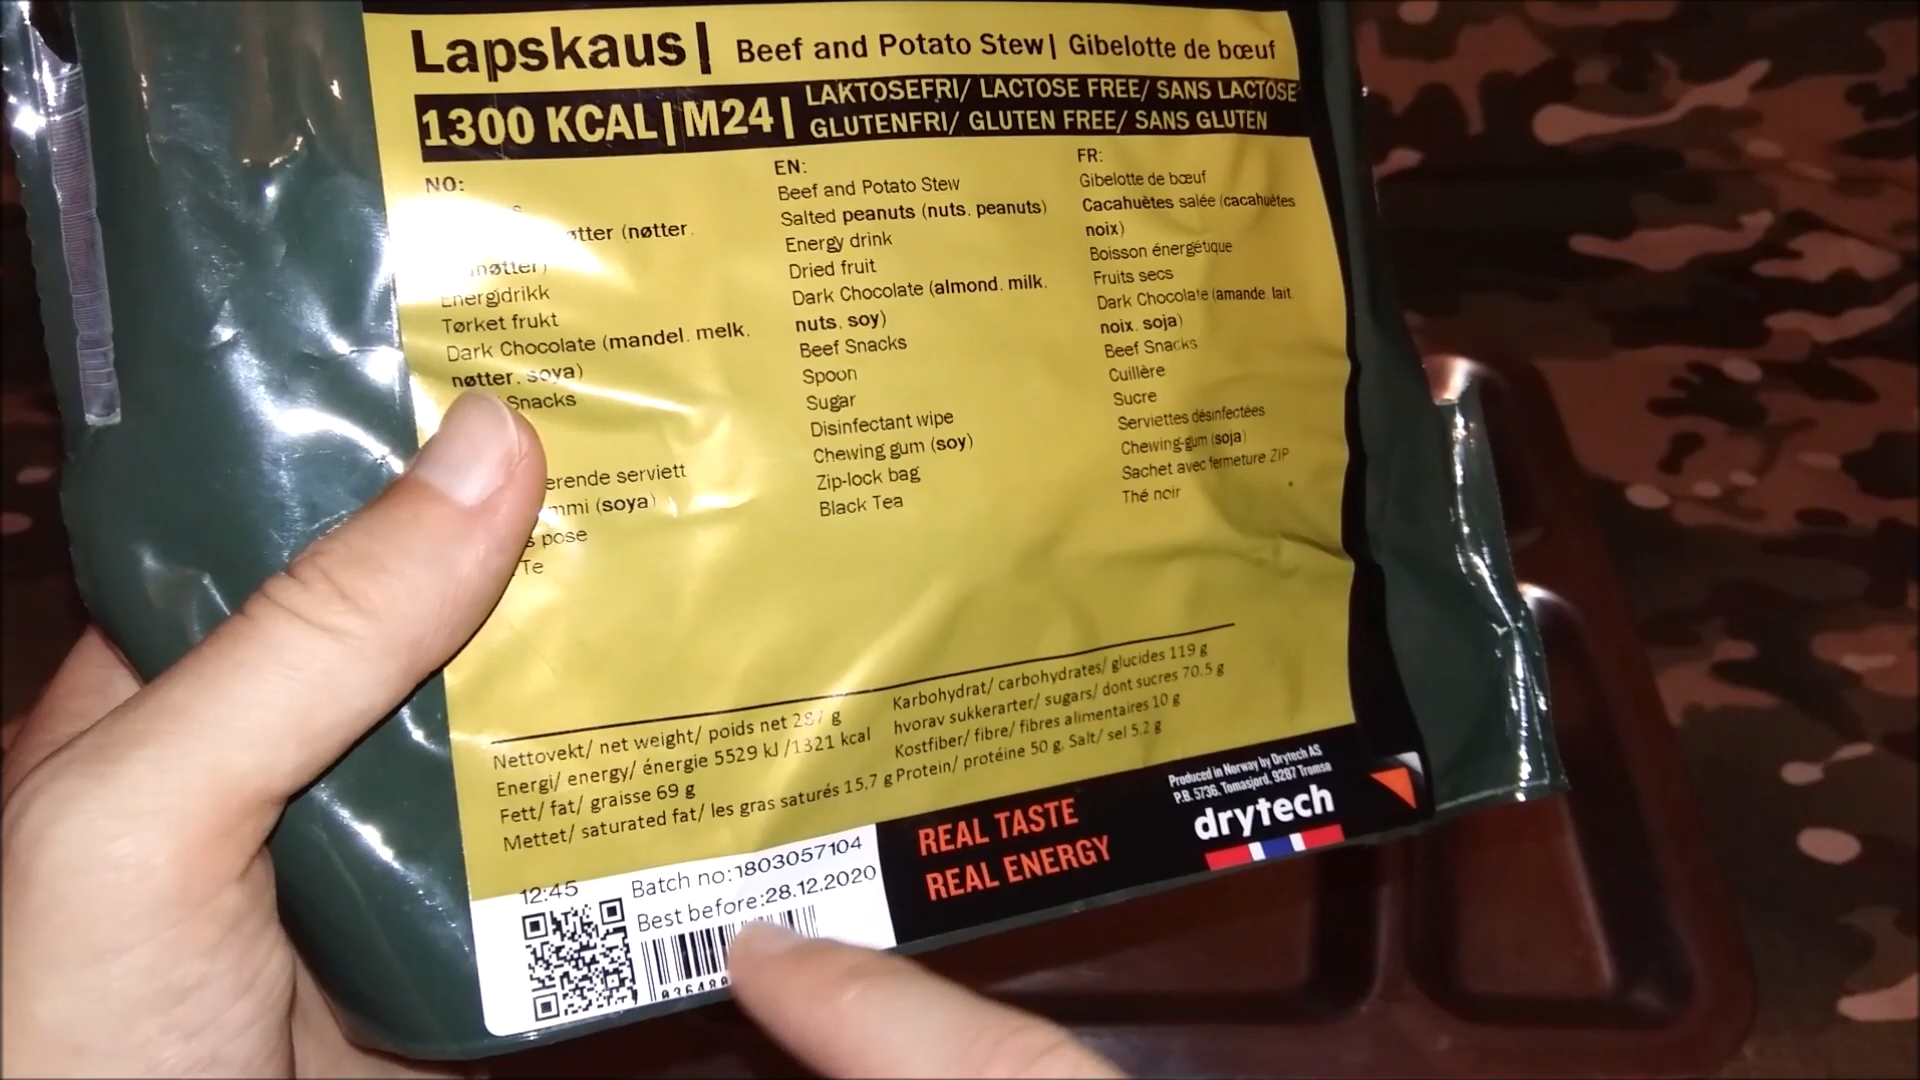 Lapskaus| Beef and Potato Stew| Gibelotte de bœuf
1300 KCAL|M24|
LAKTOSEFRI/ LACTOSE FREE/ SANS LACTOSE
GLUTENFRI/ GLUTEN FREE/ SANS GLUTEN
NO:
(nøtter.
Energidrikk
Tørket frukt
Dark Chocolate (mandel. melk.
nøtter. soya)
Snacks
serviett
(soya)
pose
Te
EN:
Beef and Potato Stew
Salted peanuts (nuts. peanuts)
Energy drink
Dried fruit
Dark Chocolate (almond. milk.
nuts. soy)
Beef Snacks
Spoon
Sugar
Disinfectant wipe
Chewing gum (soy)
Zip-lock bag
Black Tea
FR:
Gibelotte de bœuf
Cacahuètes salée (cacahuètes
noix)
Boisson énergétique
Fruits secs
Dark Chocolate (amande. lait.
noix. soja)
Beef Snacks
Cuillère
Sucre
Serviettes désinfectées
Chewing-gum (soja)
Sachet avec fermeture ZIP
Thé noir
Nettovekt/ net weight/ poids net 287 g
Energi/ energy/ énergie 5529 kJ /1321 kcal
Fett/ fat/ graisse 69 g
Mettet/ saturated fat/ les gras saturés 15,7 g
Karbohydrat/ carbohydrates/ glucides 119 g
hvorav sukkerarter/ sugars/ dont sucres 70.5 g
Kostfiber/ fibre/ fibres alimentaires 10 g
Protein/ protéine 50 g. Salt/ sel 5.2 g
12:45
Batch no:1803057104
Best before:28.12.2020
REAL TASTE
REAL ENERGY
Produced in Norway by Drytech AS
P.B. 5736, Tomasjord, 9287 Tromsø
drytech